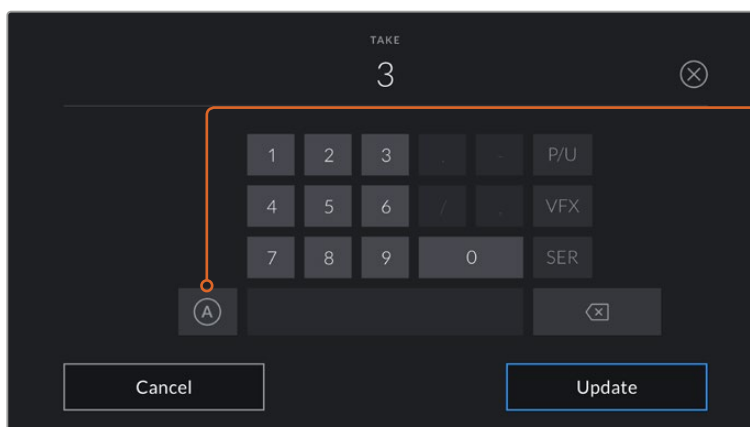 TAKE
3
1 2 3 . - P/U
4 5 6 / , VFX
7 8 9 0 SER
A
Cancel Update